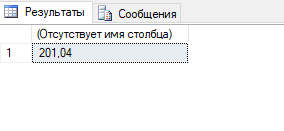 Результаты Сообщения
(Отсутствует имя столбца)
1 201,04